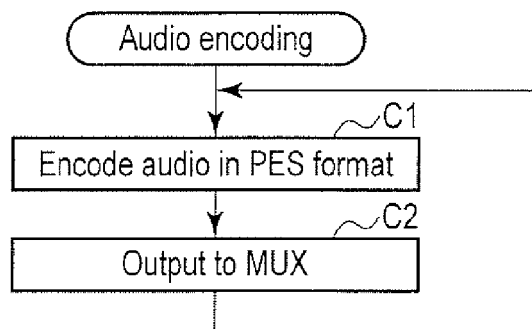 Audio encoding
C1
Encode audio in PES format
C2
Output to MUX